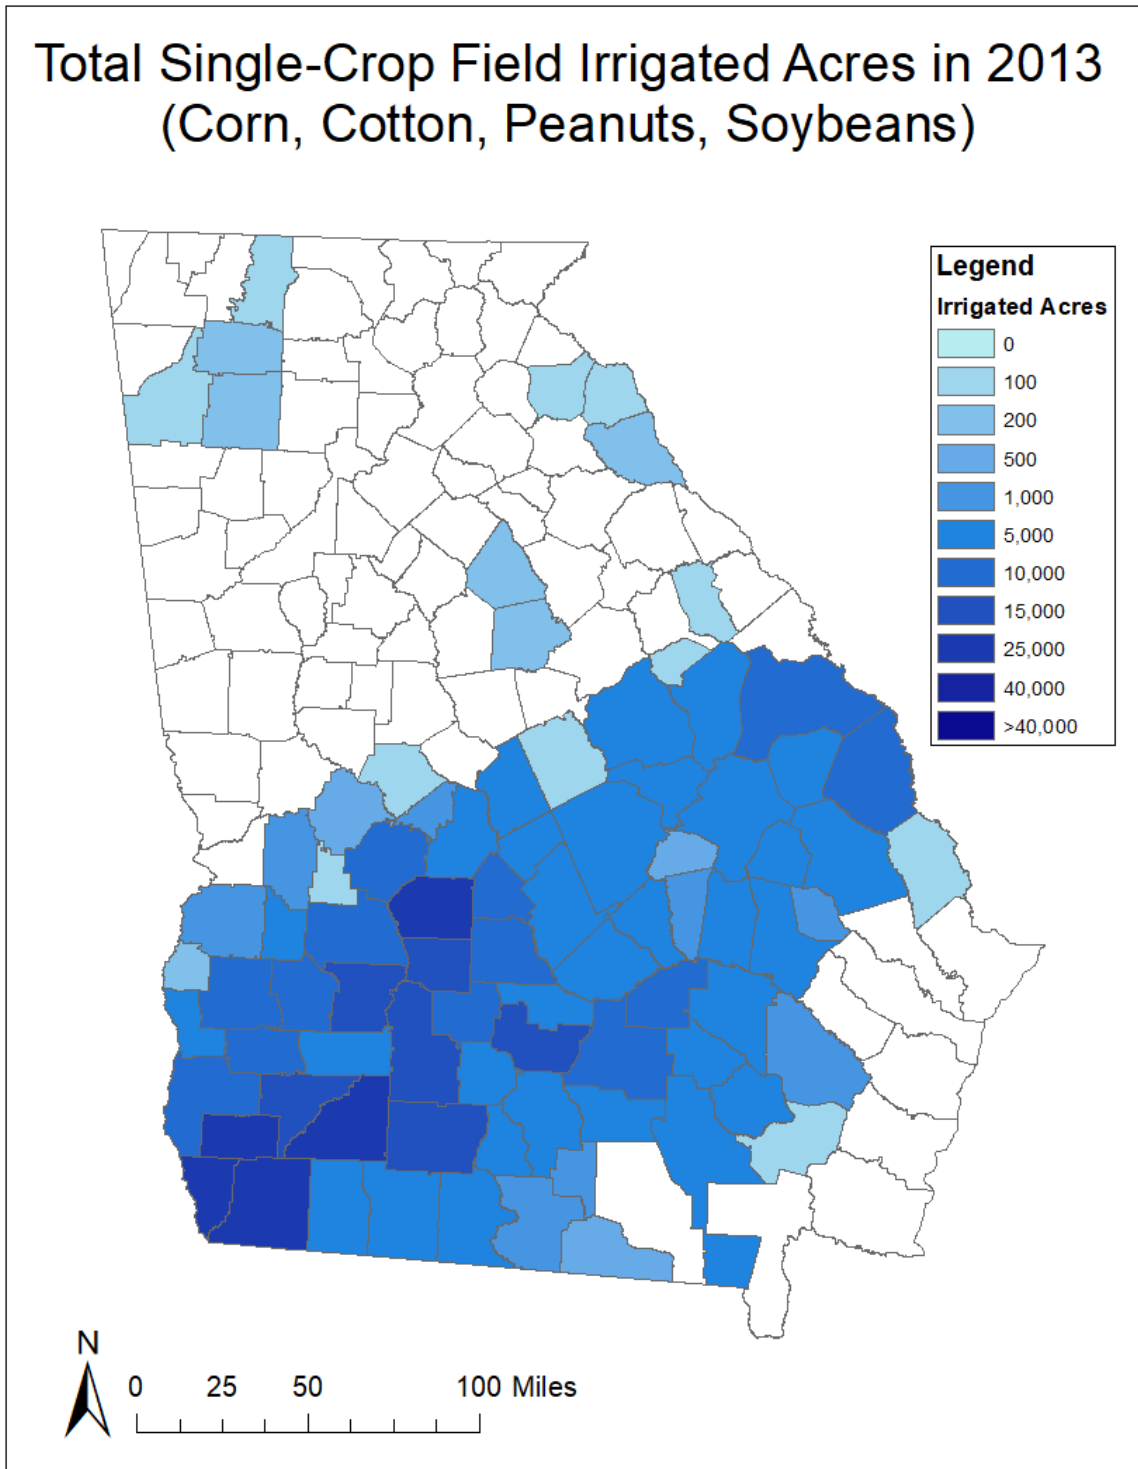 Total Single-Crop Field Irrigated Acres in 2013
(Corn, Cotton, Peanuts, Soybeans)
Legend
Irrigated Acres
0
100
200
500
1,000
5,000
10,000
15,000
25,000
40,000
>40,000
N
0 25 50 100 Miles